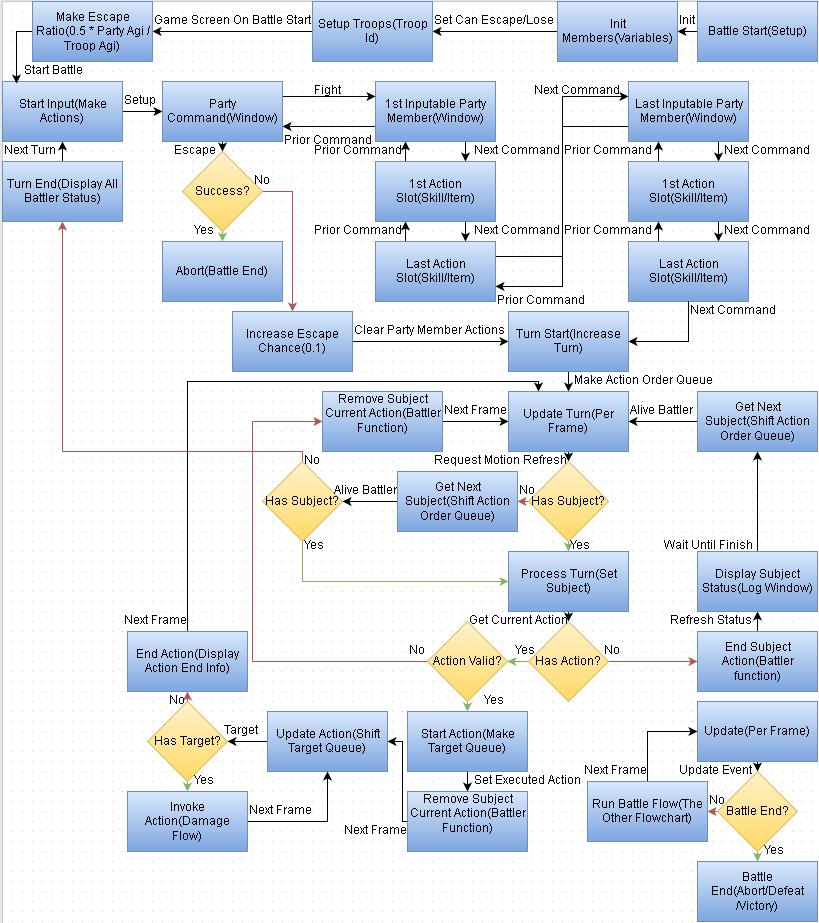 Make Escape
Ratio(0.5 * Party Agi /
Troop Agi)
Game Screen On Battle Start
Setup Troops(Troop
Id)
Set Can Escape/Lose
Init
Members(Variables)
Init
Battle Start(Setup)
Start Battle
Start Input(Make
Actions)
Setup
Party
Command(Window)
Fight
Prior Command
1st Inputable Party
Member(Window)
Next Command
Last Inputable Party
Member(Window)
Next Turn
Escape
Prior Command
Next Command
Prior Command
Next Command
Turn End(Display All
Battler Status)
Success?
No
Yes
1st Action
Slot(Skill/Item)
1st Action
Slot(Skill/Item)
Prior Command
Next Command
Prior Command
Next Command
Abort(Battle End)
Last Action
Slot(Skill/Item)
Last Action
Slot(Skill/Item)
Prior Command
Next Command
Increase Escape
Chance(0.1)
Clear Party Member Actions
Turn Start(Increase
Turn)
Make Action Order Queue
Remove Subject
Current Action(Battler
Function)
Next Frame
Update Turn(Per
Frame)
Alive Battler
Get Next
Subject(Shift Action
Order Queue)
No
Request Motion Refresh
Has Subject?
Alive Battler
Get Next
Subject(Shift Action
Order Queue)
No
Has Subject?
Yes
Yes
Wait Until Finish
Process Turn(Set
Subject)
Display Subject
Status(Log Window)
Next Frame
Get Current Action
Refresh Status
End Action(Display
Action End Info)
No
Action Valid?
Yes
Has Action?
No
End Subject
Action(Battler
function)
No
Yes
Has Target?
Target
Update Action(Shift
Target Queue)
Start Action(Make
Target Queue)
Update(Per Frame)
Yes
Set Executed Action
Next Frame
Update Event
Invoke
Action(Damage
Flow)
Next Frame
Next Frame
Remove Subject
Current Action(Battler
Function)
Run Battle Flow(The
Other Flowchart)
No
Battle End?
Yes
Battle
End(Abort/Defeat
/Victory)